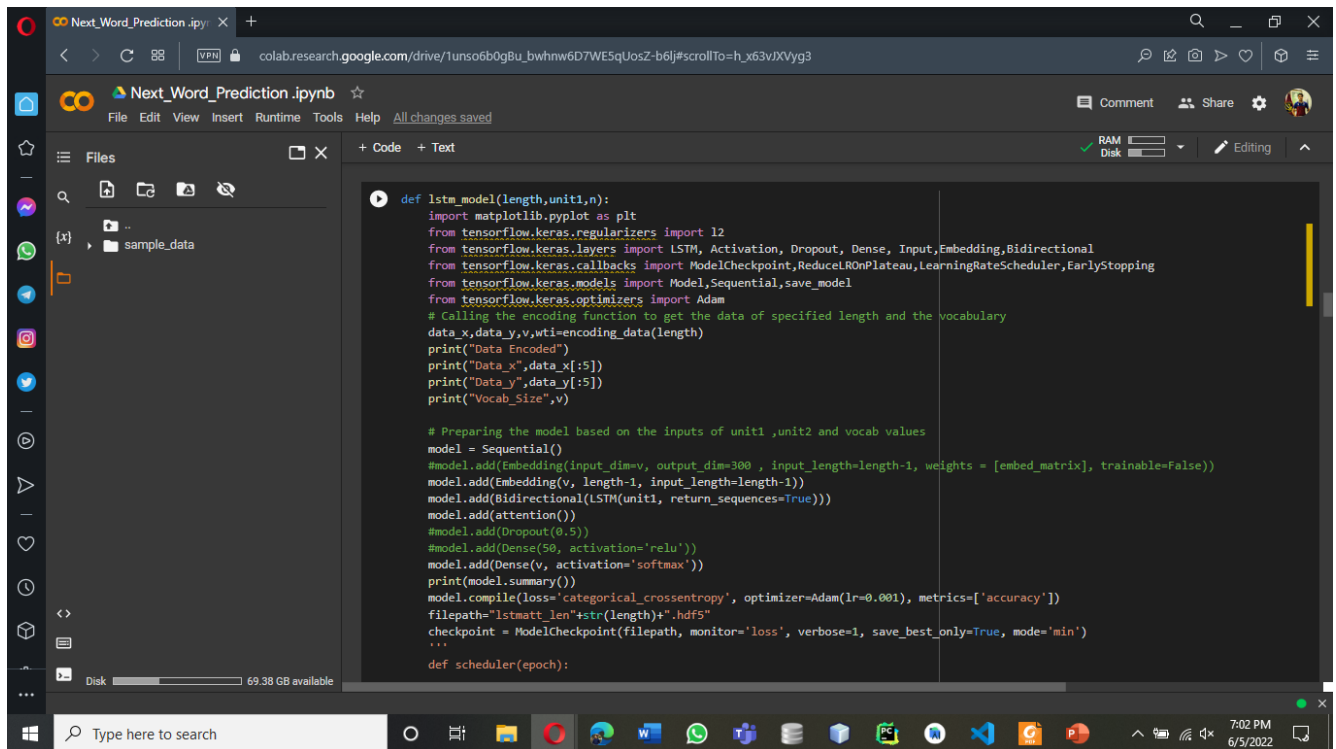 Next_Word_Prediction .ipyr
VPN
colab.research.google.com/drive/1unso6b0gBu_bwhnw6D7WE5qUosZ-b6lj#scrollTo=h_x63vJXVyg3
Next_Word_Prediction .ipynb
File Edit View Insert Runtime Tools Help All changes saved
Comment Share
Files
+ Code + Text
RAM
Disk
Editing
..
{x}
sample_data
def lstm_model(length,unit1,n):
import matplotlib.pyplot as plt
from tensorflow.keras.regularizers import l2
from tensorflow.keras.layers import LSTM, Activation, Dropout, Dense, Input,Embedding,Bidirectional
from tensorflow.keras.callbacks import ModelCheckpoint,ReduceLROnPlateau,LearningRateScheduler,EarlyStopping
from tensorflow.keras.models import Model,Sequential,save_model
from tensorflow.keras.optimizers import Adam
# Calling the encoding function to get the data of specified length and the vocabulary
data_x,data_y,v,wti=encoding_data(length)
print("Data Encoded")
print("Data_x",data_x[:5])
print("Data_y",data_y[:5])
print("Vocab_Size",v)
# Preparing the model based on the inputs of unit1 ,unit2 and vocab values
model = Sequential()
#model.add(Embedding(input_dim=v, output_dim=300 , input_length=length-1, weights = [embed_matrix], trainable=False))
model.add(Embedding(v, length-1, input_length=length-1))
model.add(Bidirectional(LSTM(unit1, return_sequences=True)))
model.add(attention())
#model.add(Dropout(0.5))
#model.add(Dense(50, activation='relu'))
model.add(Dense(v, activation='softmax'))
print(model.summary())
model.compile(loss='categorical_crossentropy', optimizer=Adam(lr=0.001), metrics=['accuracy'])
filepath="lstmatt_len"+str(length)+".hdf5"
checkpoint = ModelCheckpoint(filepath, monitor='loss', verbose=1, save_best_only=True, mode='min')
'''
def scheduler(epoch):
Disk 69.38 GB available
Type here to search
7:02 PM
6/5/2022